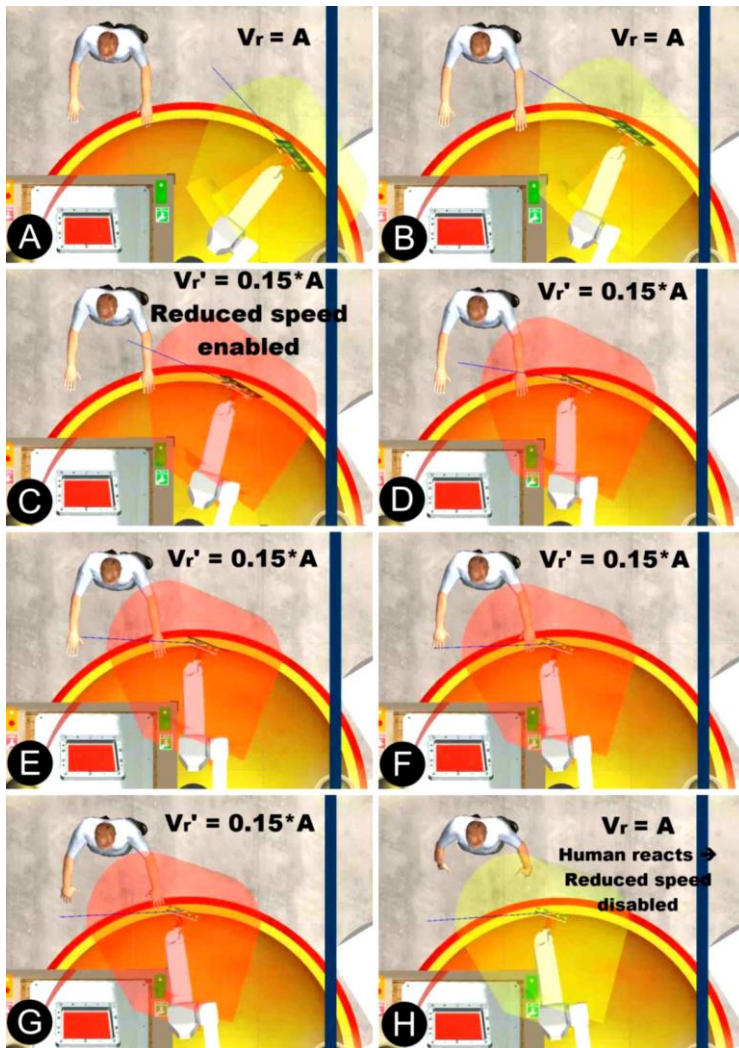 Vr = A
A
Vr = A
B
Vr' = 0.15*A
Reduced speed
enabled
C
Vr' = 0.15*A
D
Vr' = 0.15*A
E
Vr' = 0.15*A
F
Vr' = 0.15*A
G
Vr = A
Human reacts →
Reduced speed
disabled
H